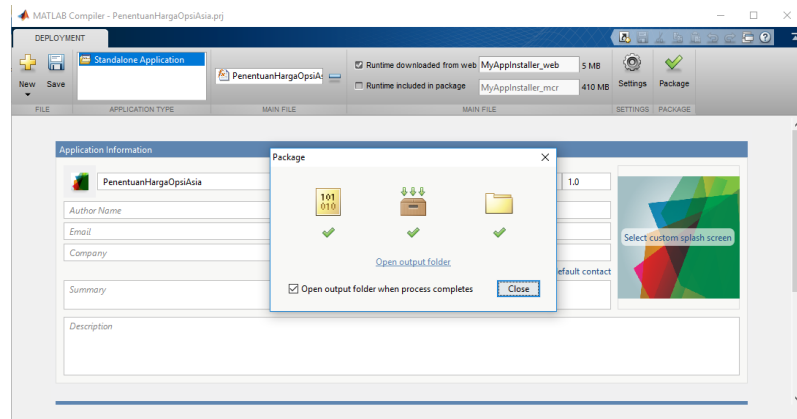 MATLAB Compiler - PenentuanHargaOpsiAsia.prj
DEPLOYMENT
New
Save
Standalone Application
PenentuanHargaOpsiAs
Runtime downloaded from web MyAppInstaller_web 5 MB
Runtime included in package MyAppInstaller_mcr 410 MB
Settings
Package
FILE APPLICATION TYPE MAIN FILE MAIN FILE SETTINGS PACKAGE
Application Information
PenentuanHargaOpsiAsia
1.0
Author Name
Email
Company
efault contact
Summary
Description
Select custom splash screen
Package
101
010
Open output folder
Open output folder when process completes
Close